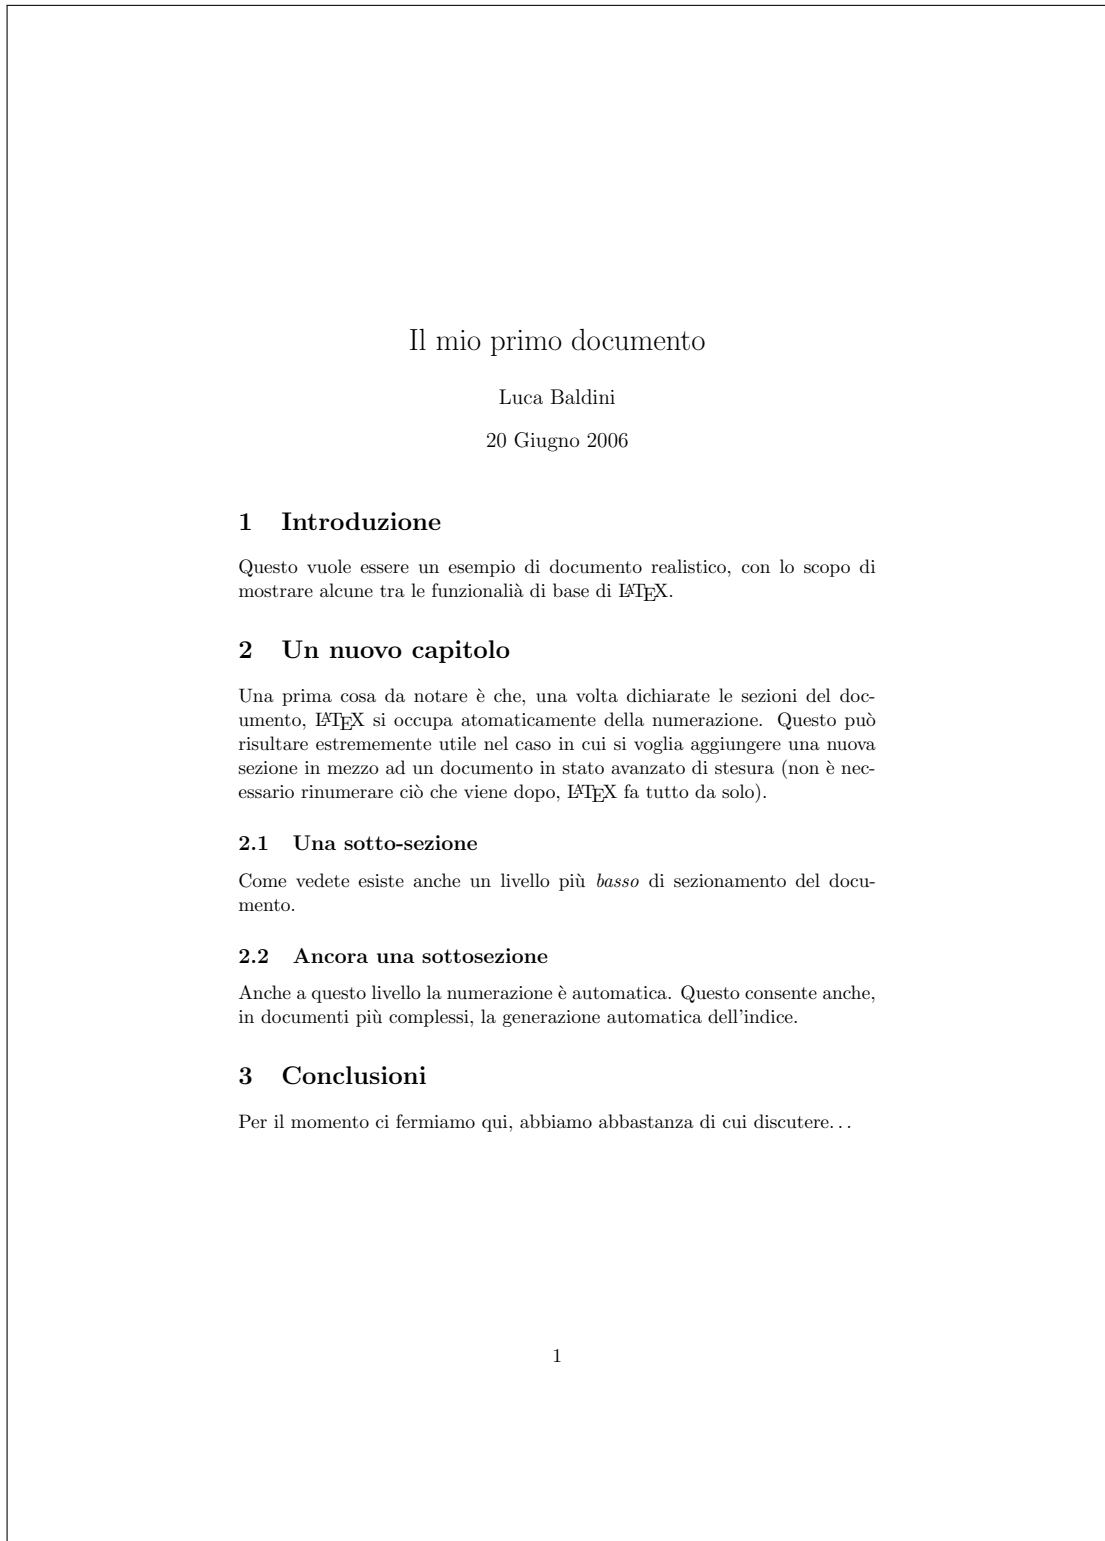 Il mio primo documento
Luca Baldini
20 Giugno 2006
1 Introduzione
Questo vuole essere un esempio di documento realistico, con lo scopo di
mostrare alcune tra le funzionalià di base di LATEX.
2 Un nuovo capitolo
Una prima cosa da notare è che, una volta dichiarate le sezioni del doc-
umento, LATEX si occupa atomaticamente della numerazione. Questo può
risultare estrememente utile nel caso in cui si voglia aggiungere una nuova
sezione in mezzo ad un documento in stato avanzato di stesura (non è nec-
essario rinumerare ciò che viene dopo, LATEX fa tutto da solo).
2.1 Una sotto-sezione
Come vedete esiste anche un livello più basso di sezionamento del docu-
mento.
2.2 Ancora una sottosezione
Anche a questo livello la numerazione è automatica. Questo consente anche,
in documenti più complessi, la generazione automatica dell'indice.
3 Conclusioni
Per il momento ci fermiamo qui, abbiamo abbastanza di cui discutere...
1